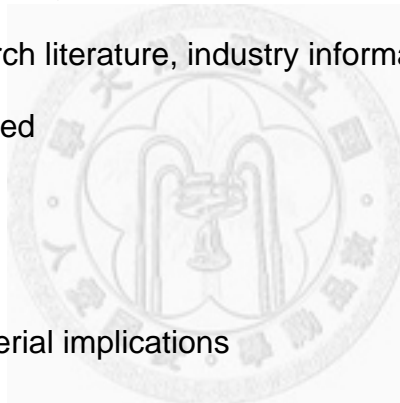 rch literature, industry informa
ed
erial implications